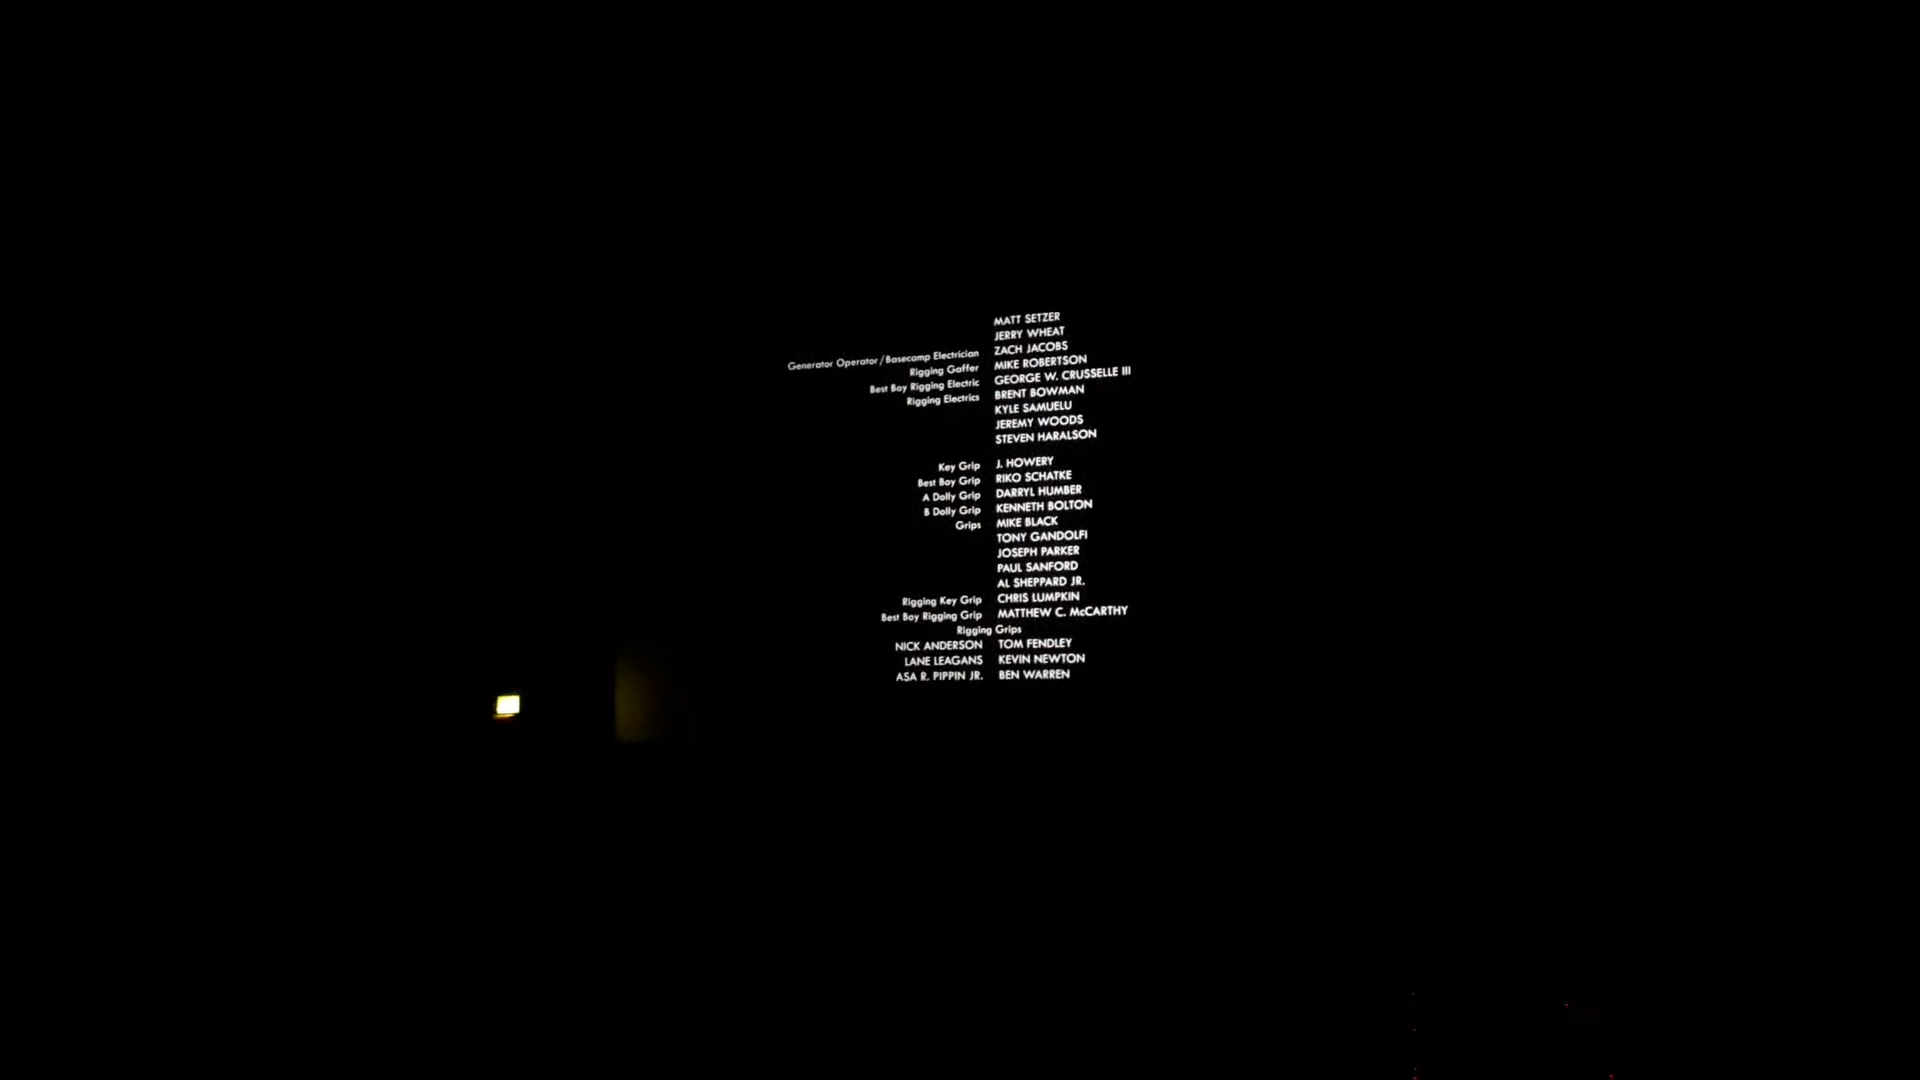 MATT SETZER
JERRY WHEAT
Generator Operator/Basecamp Electrician ZACH JACOBS
Rigging Gaffer MIKE ROBERTSON
Best Boy Rigging Electric GEORGE W. CRUSSELLE III
Rigging Electrics BRENT BOWMAN
KYLE SAMUELU
JEREMY WOODS
STEVEN HARALSON
Key Grip J. HOWERY
Best Boy Grip RIKO SCHATKE
A Dolly Grip DARRYL HUMBER
B Dolly Grip KENNETH BOLTON
Grips MIKE BLACK
TONY GANDOLFI
JOSEPH PARKER
PAUL SANFORD
AL SHEPPARD JR.
Rigging Key Grip CHRIS LUMPKIN
Best Boy Rigging Grip MATTHEW C. McCARTHY
Rigging Grips
NICK ANDERSON TOM FENDLEY
LANE LEAGANS KEVIN NEWTON
ASA R. PIPPIN JR. BEN WARREN